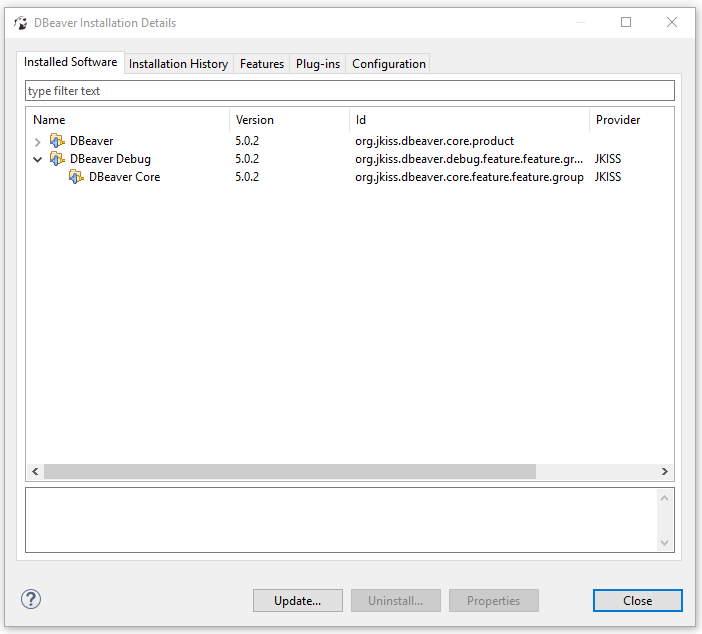 DBeaver Installation Details
Installed Software Installation History Features Plug-ins Configuration
type filter text
Name Version Id Provider
DBeaver 5.0.2 org.jkiss.dbeaver.core.product
DBeaver Debug 5.0.2 org.jkiss.dbeaver.debug.feature.feature.gr... JKISS
DBeaver Core 5.0.2 org.jkiss.dbeaver.core.feature.feature.group JKISS
? Update... Uninstall... Properties Close